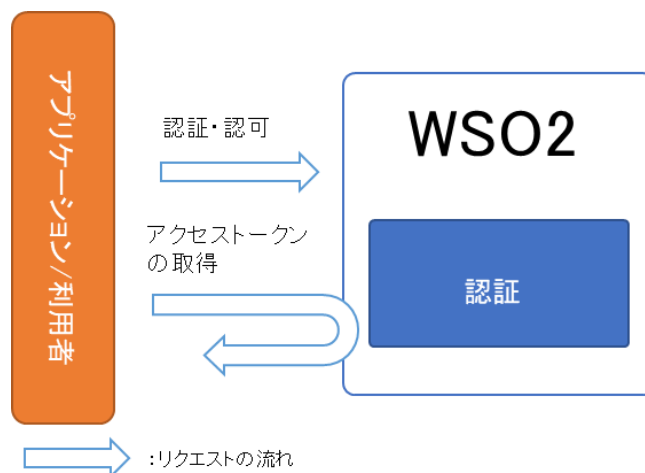 アプリケーション/利用者
認証・認可
アクセストークン
の取得
WSO2
認証
:リクエストの流れ